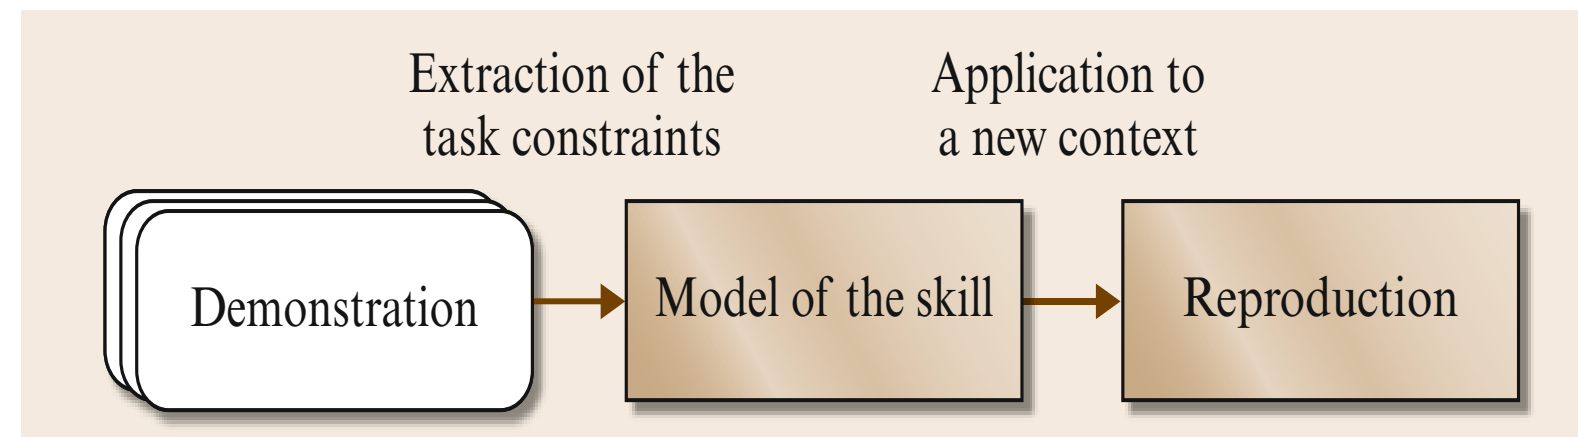 Extraction of the
task constraints
Application to
a new context
Demonstration
Model of the skill
Reproduction